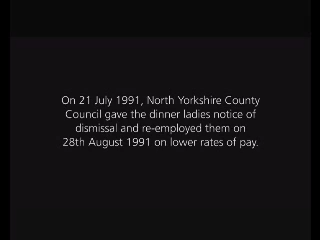 On 21 July 1991, North Yorkshire County
Council gave the dinner ladies notice of
dismissal and re-employed them on
28th August 1991 on lower rates of pay.